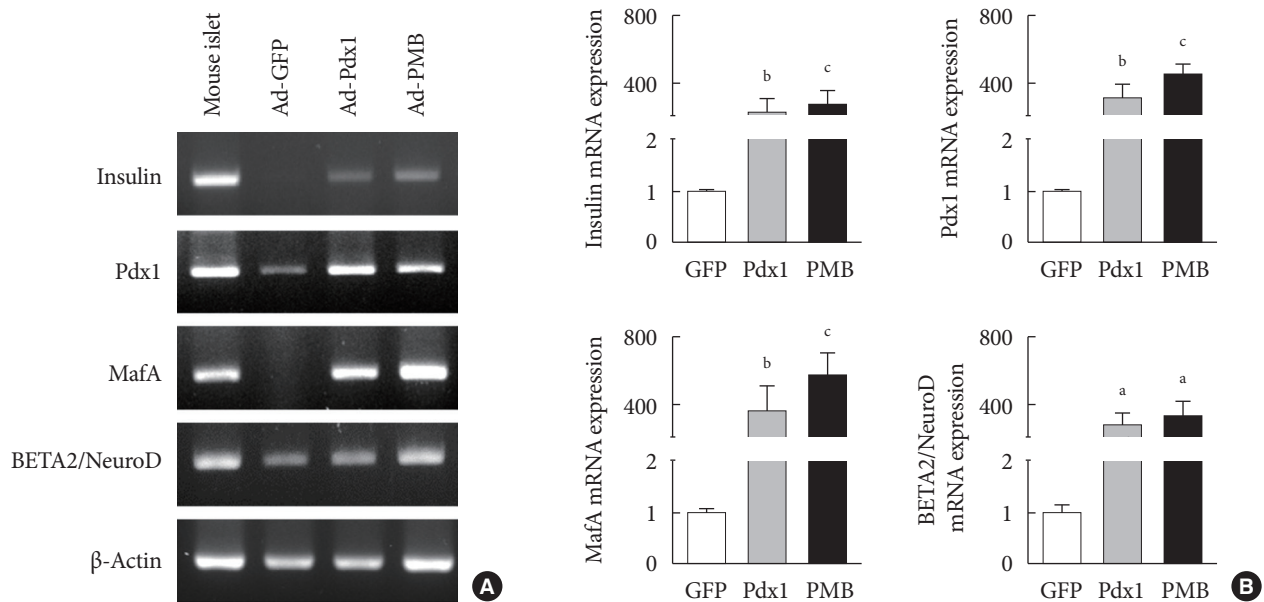 Mouse islet
Ad-GFP
Ad-Pdx1
Ad-PMB
Insulin
Pdx1
MafA
BETA2/NeuroD
β-Actin
A
Insulin mRNA expression
800
400
2
1
0
b
c
GFP Pdx1 PMB
Pdx1 mRNA expression
800
400
2
1
0
b
c
GFP Pdx1 PMB
MafA mRNA expression
800
400
2
1
0
b
c
GFP Pdx1 PMB
BETA2/NeuroD
mRNA expression
800
400
2
1
0
a
a
GFP Pdx1 PMB
B